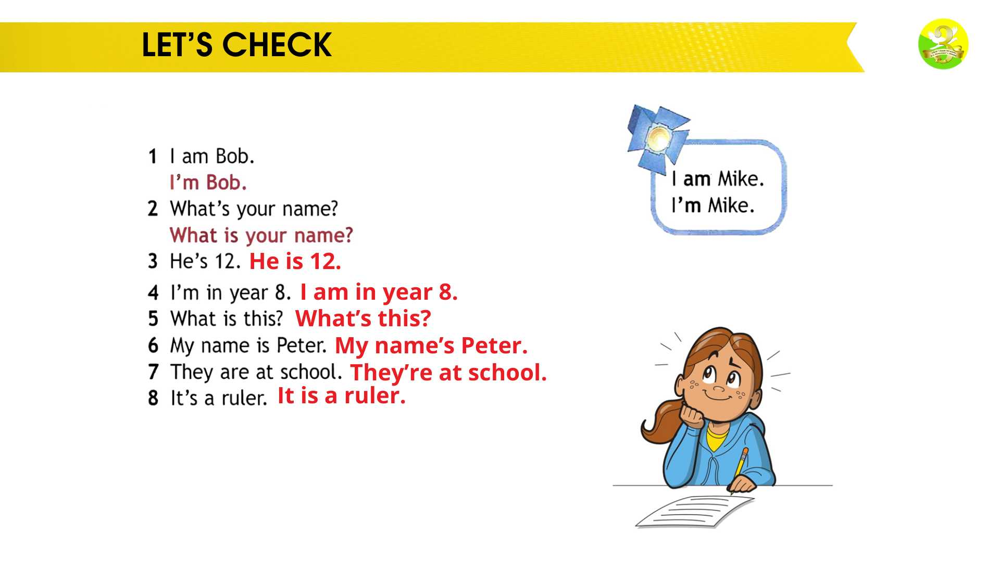 LET’S CHECK
1 I am Bob.
I’m Bob.
2 What’s your name?
What is your name?
3 He’s 12. He is 12.
4 I’m in year 8. I am in year 8.
5 What is this? What’s this?
6 My name is Peter. My name’s Peter.
7 They are at school. They’re at school.
8 It’s a ruler. It is a ruler.
I am Mike.
I’m Mike.
3